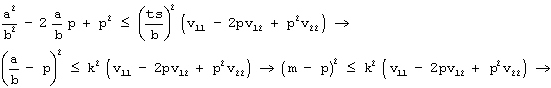 a²/b² − 2 a/b p + p² ≤ (ts/b)² (v₁₁ − 2pv₁₂ + p²v₂₂) →
(a/b − p)² ≤ k² (v₁₁ − 2pv₁₂ + p²v₂₂) → (m − p)² ≤ k² (v₁₁ − 2pv₁₂ + p²v₂₂) →